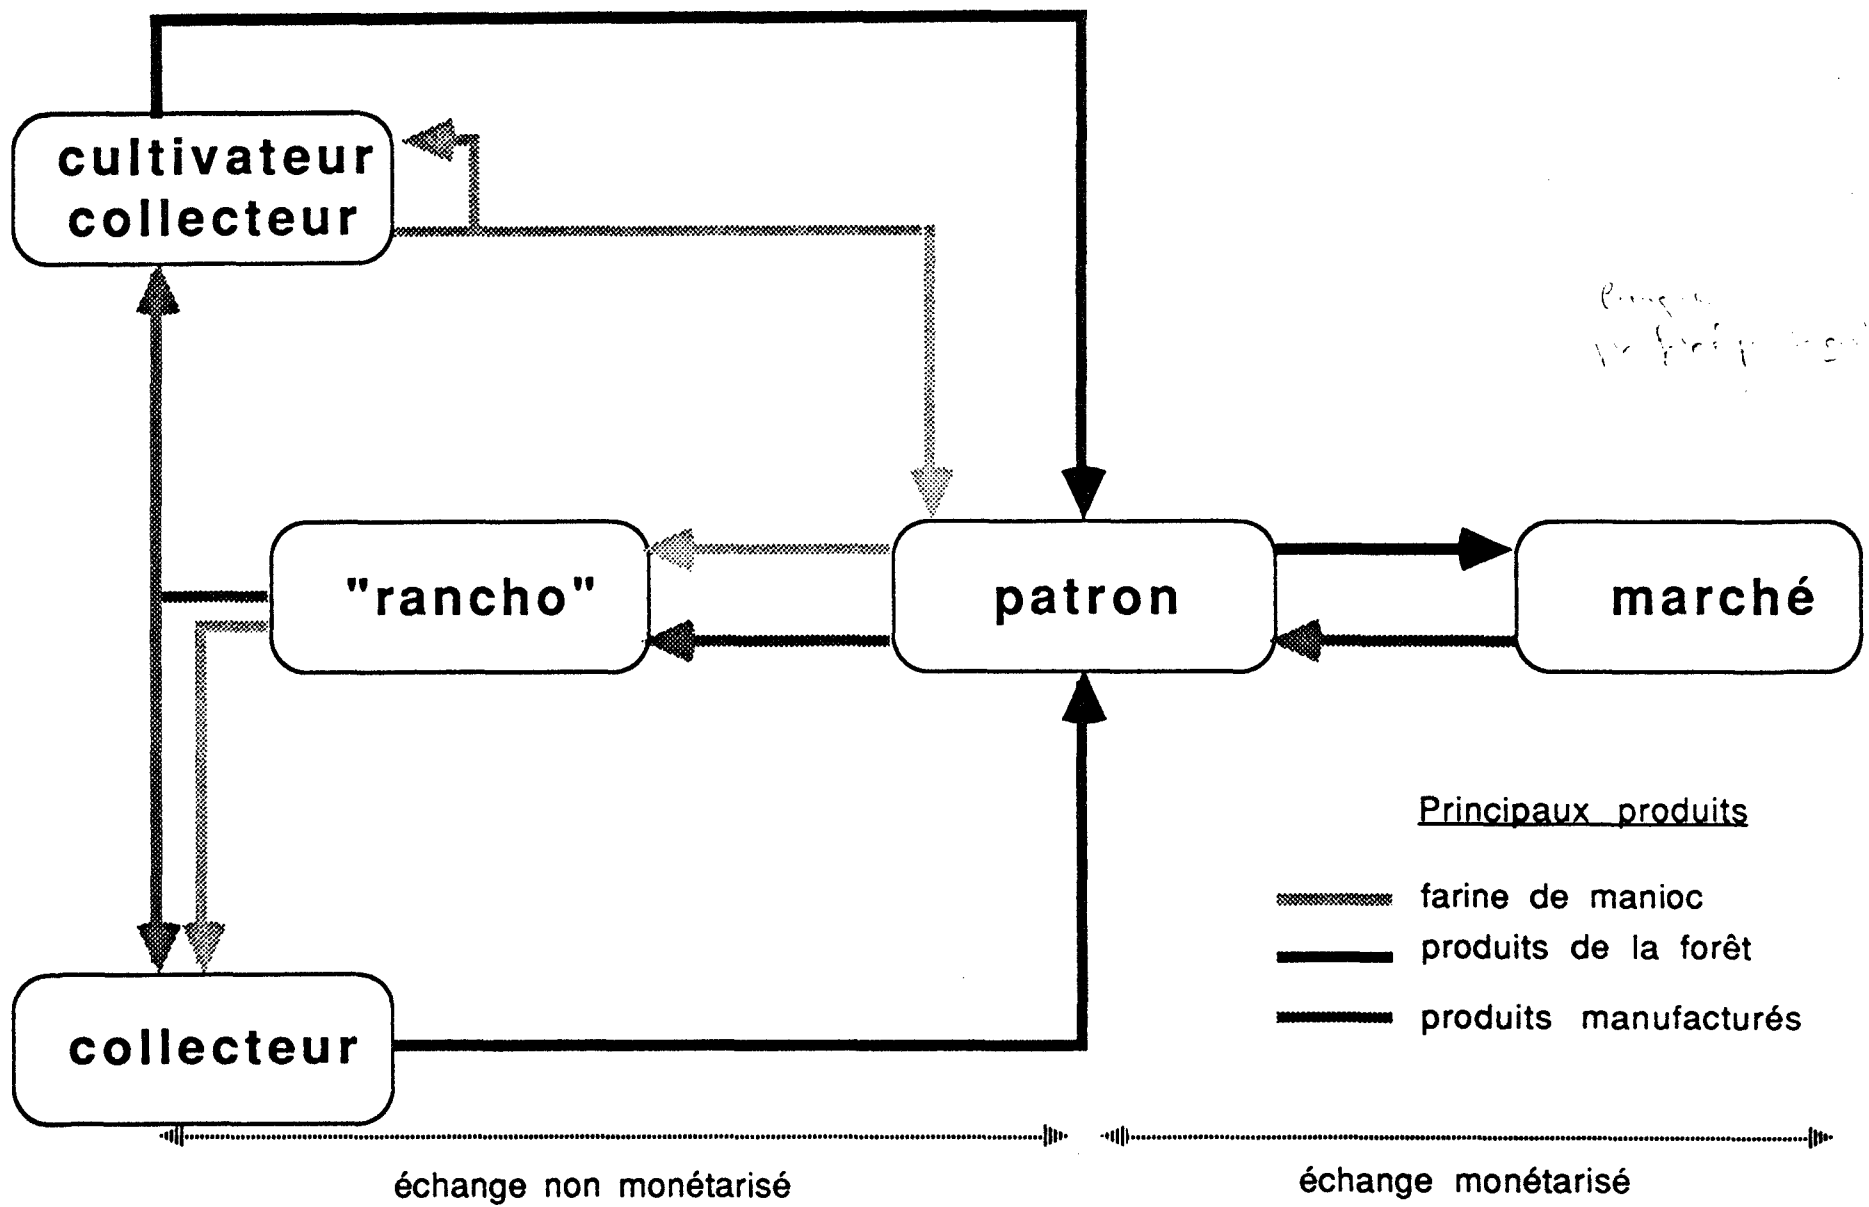 cultivateur
collecteur
"rancho"
patron
marché
Principaux produits
farine de manioc
produits de la forêt
produits manufacturés
collecteur
échange non monétarisé
échange monétarisé